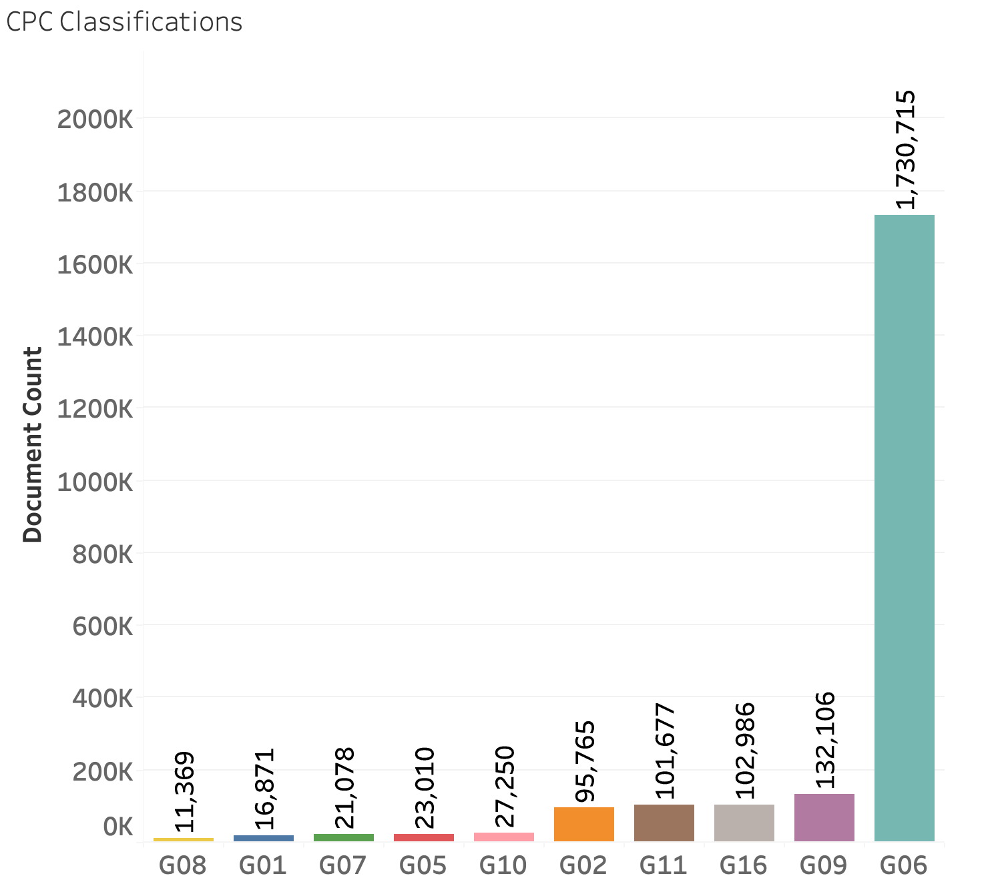 CPC Classifications
Document Count
2000K
1800K
1600K
1400K
1200K
1000K
800K
600K
400K
200K
0K
11,369
16,871
21,078
23,010
27,250
95,765
101,677
102,986
132,106
1,730,715
G08 G01 G07 G05 G10 G02 G11 G16 G09 G06